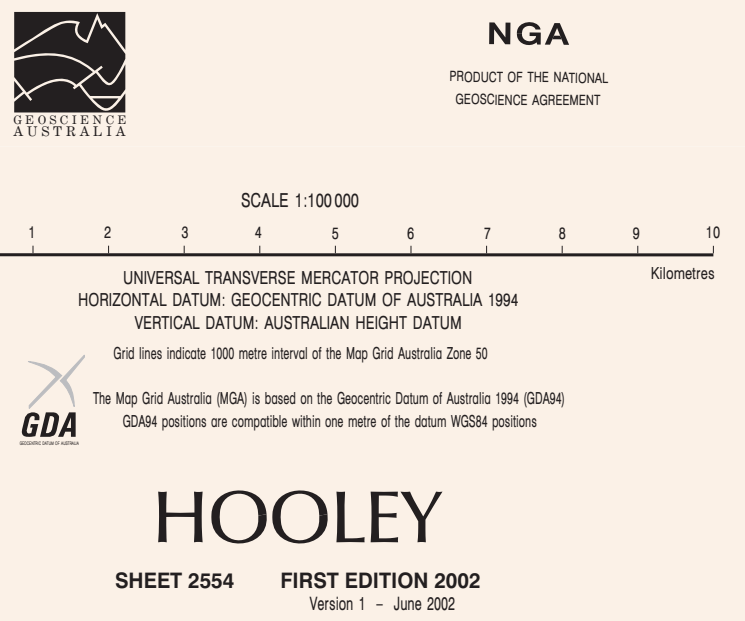 GEOSCIENCE
AUSTRALIA
NGA
PRODUCT OF THE NATIONAL
GEOSCIENCE AGREEMENT
SCALE 1:100 000
1 2 3 4 5 6 7 8 9 10
Kilometres
UNIVERSAL TRANSVERSE MERCATOR PROJECTION
HORIZONTAL DATUM: GEOCENTRIC DATUM OF AUSTRALIA 1994
VERTICAL DATUM: AUSTRALIAN HEIGHT DATUM
Grid lines indicate 1000 metre interval of the Map Grid Australia Zone 50
The Map Grid Australia (MGA) is based on the Geocentric Datum of Australia 1994 (GDA94)
GDA94 positions are compatible within one metre of the datum WGS84 positions
GDA
GEOCENTRIC DATUM OF AUSTRALIA
HOOLEY
SHEET 2554 FIRST EDITION 2002
Version 1 – June 2002